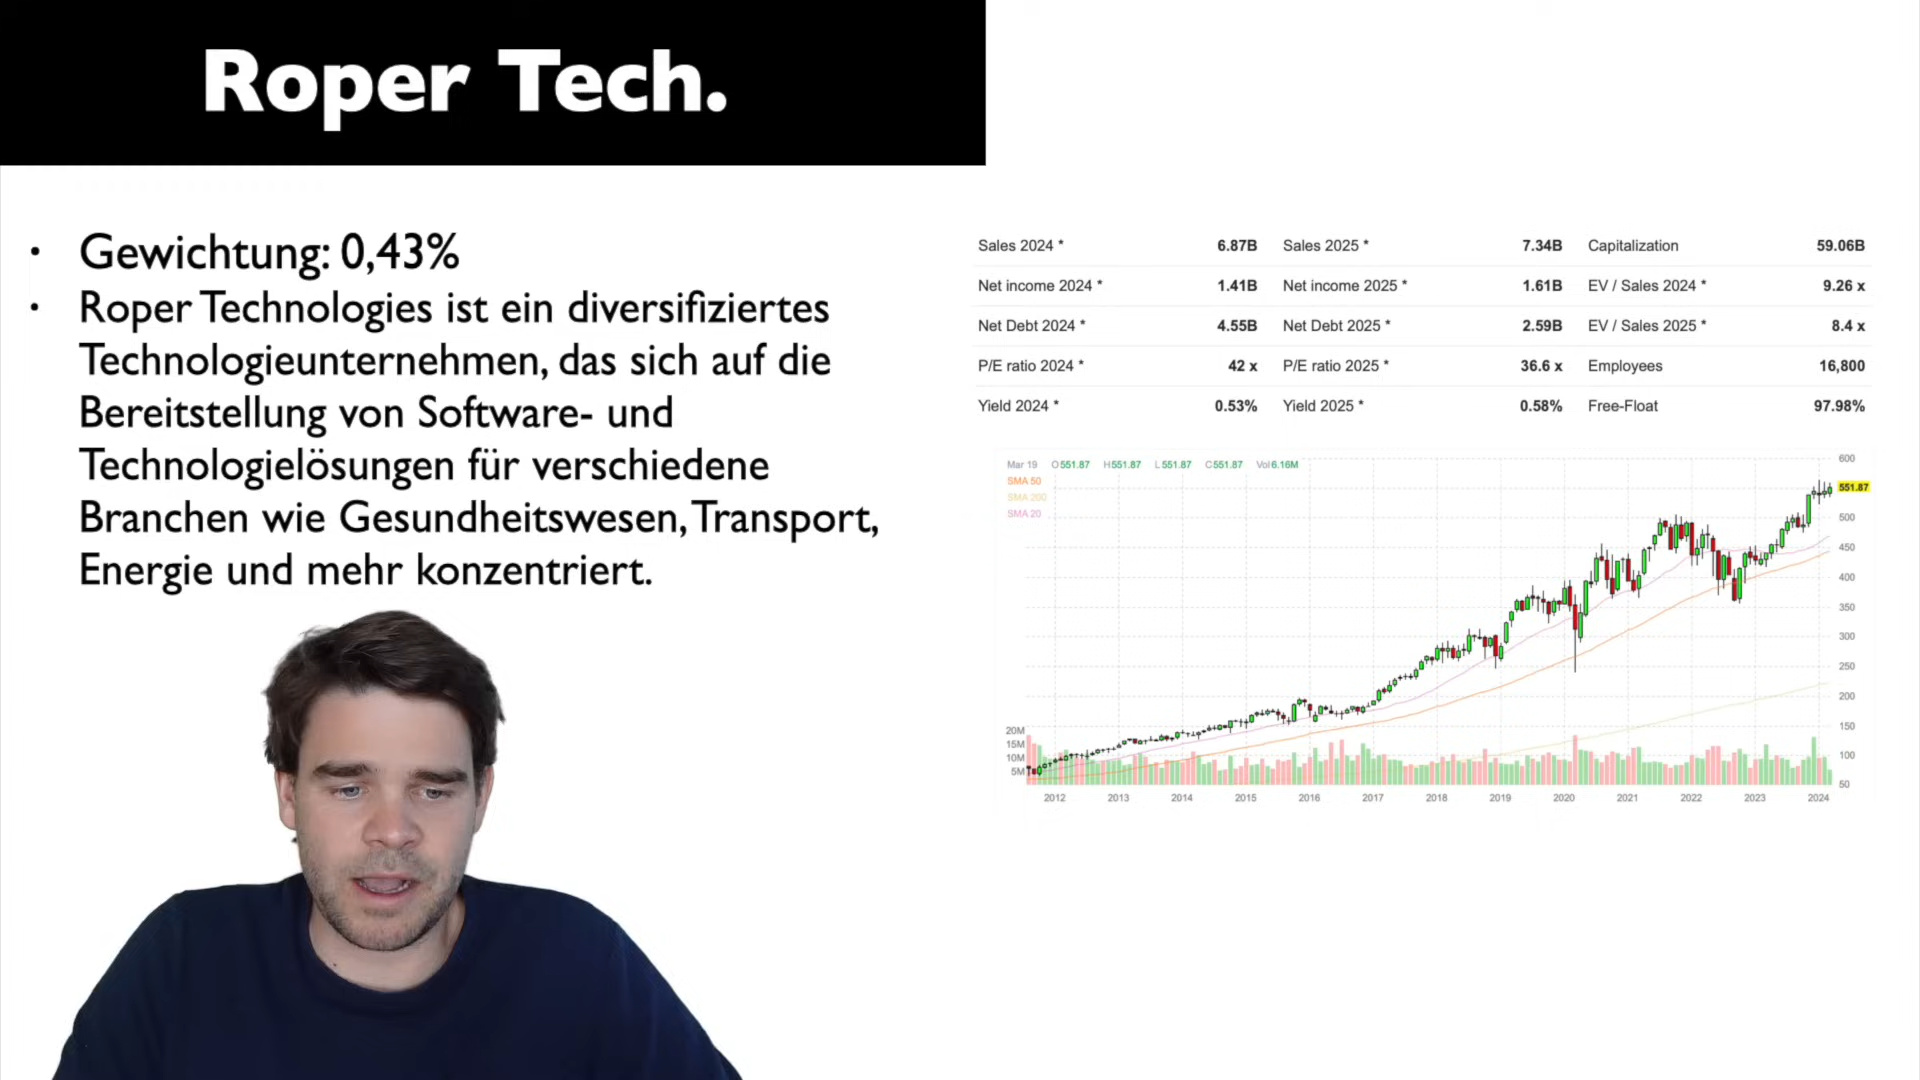 Roper Tech.
• Gewichtung: 0,43%
• Roper Technologies ist ein diversifiziertes
Technologieunternehmen, das sich auf die
Bereitstellung von Software- und
Technologielösungen für verschiedene
Branchen wie Gesundheitswesen, Transport,
Energie und mehr konzentriert.
Sales 2024 * 6.87B Sales 2025 * 7.34B Capitalization 59.06B
Net income 2024 * 1.41B Net income 2025 * 1.61B EV / Sales 2024 * 9.26 x
Net Debt 2024 * 4.55B Net Debt 2025 * 2.59B EV / Sales 2025 * 8.4 x
P/E ratio 2024 * 42 x P/E ratio 2025 * 36.6 x Employees 16,800
Yield 2024 * 0.53% Yield 2025 * 0.58% Free-Float 97.98%
Mar 19 O551.87 H551.87 L551.87 C551.87 Vol6.16M
SMA 50
SMA 200
SMA 20
600
551.87
500
450
400
350
300
250
200
150
100
50
20M
15M
10M
5M
2012 2013 2014 2015 2016 2017 2018 2019 2020 2021 2022 2023 2024